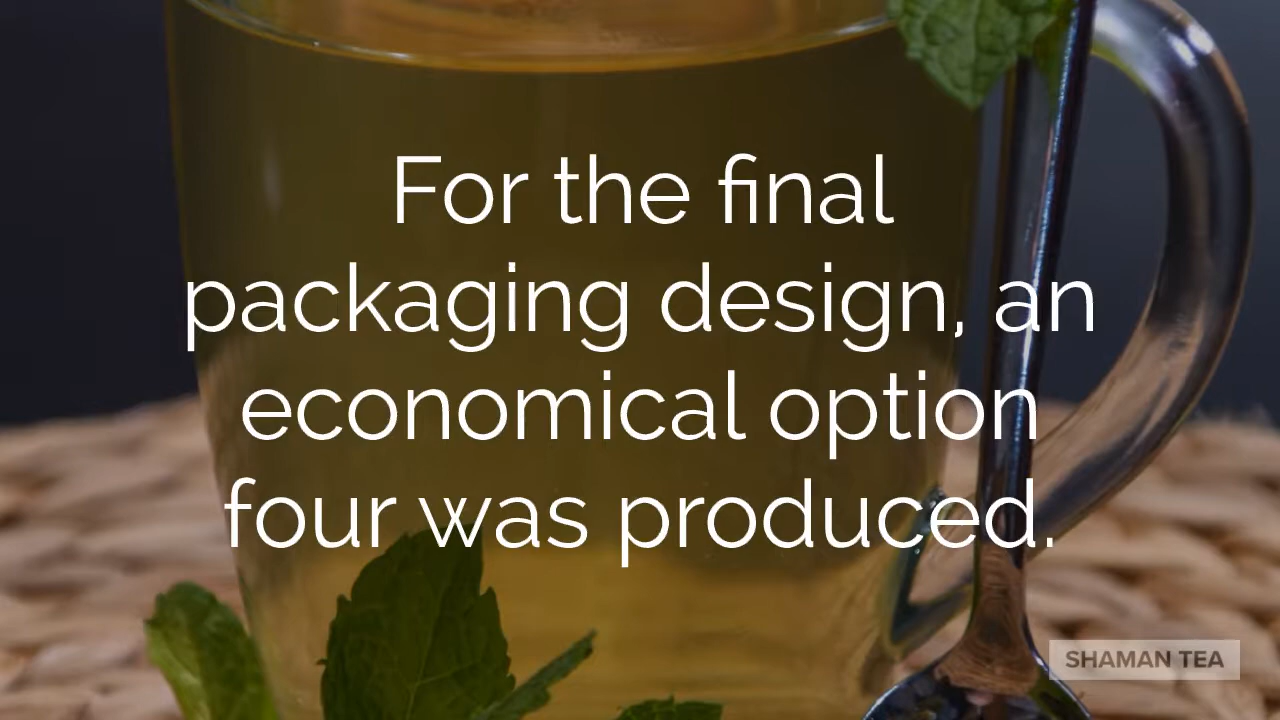 For the final
packaging design, an
economical option
four was produced.
SHAMAN TEA